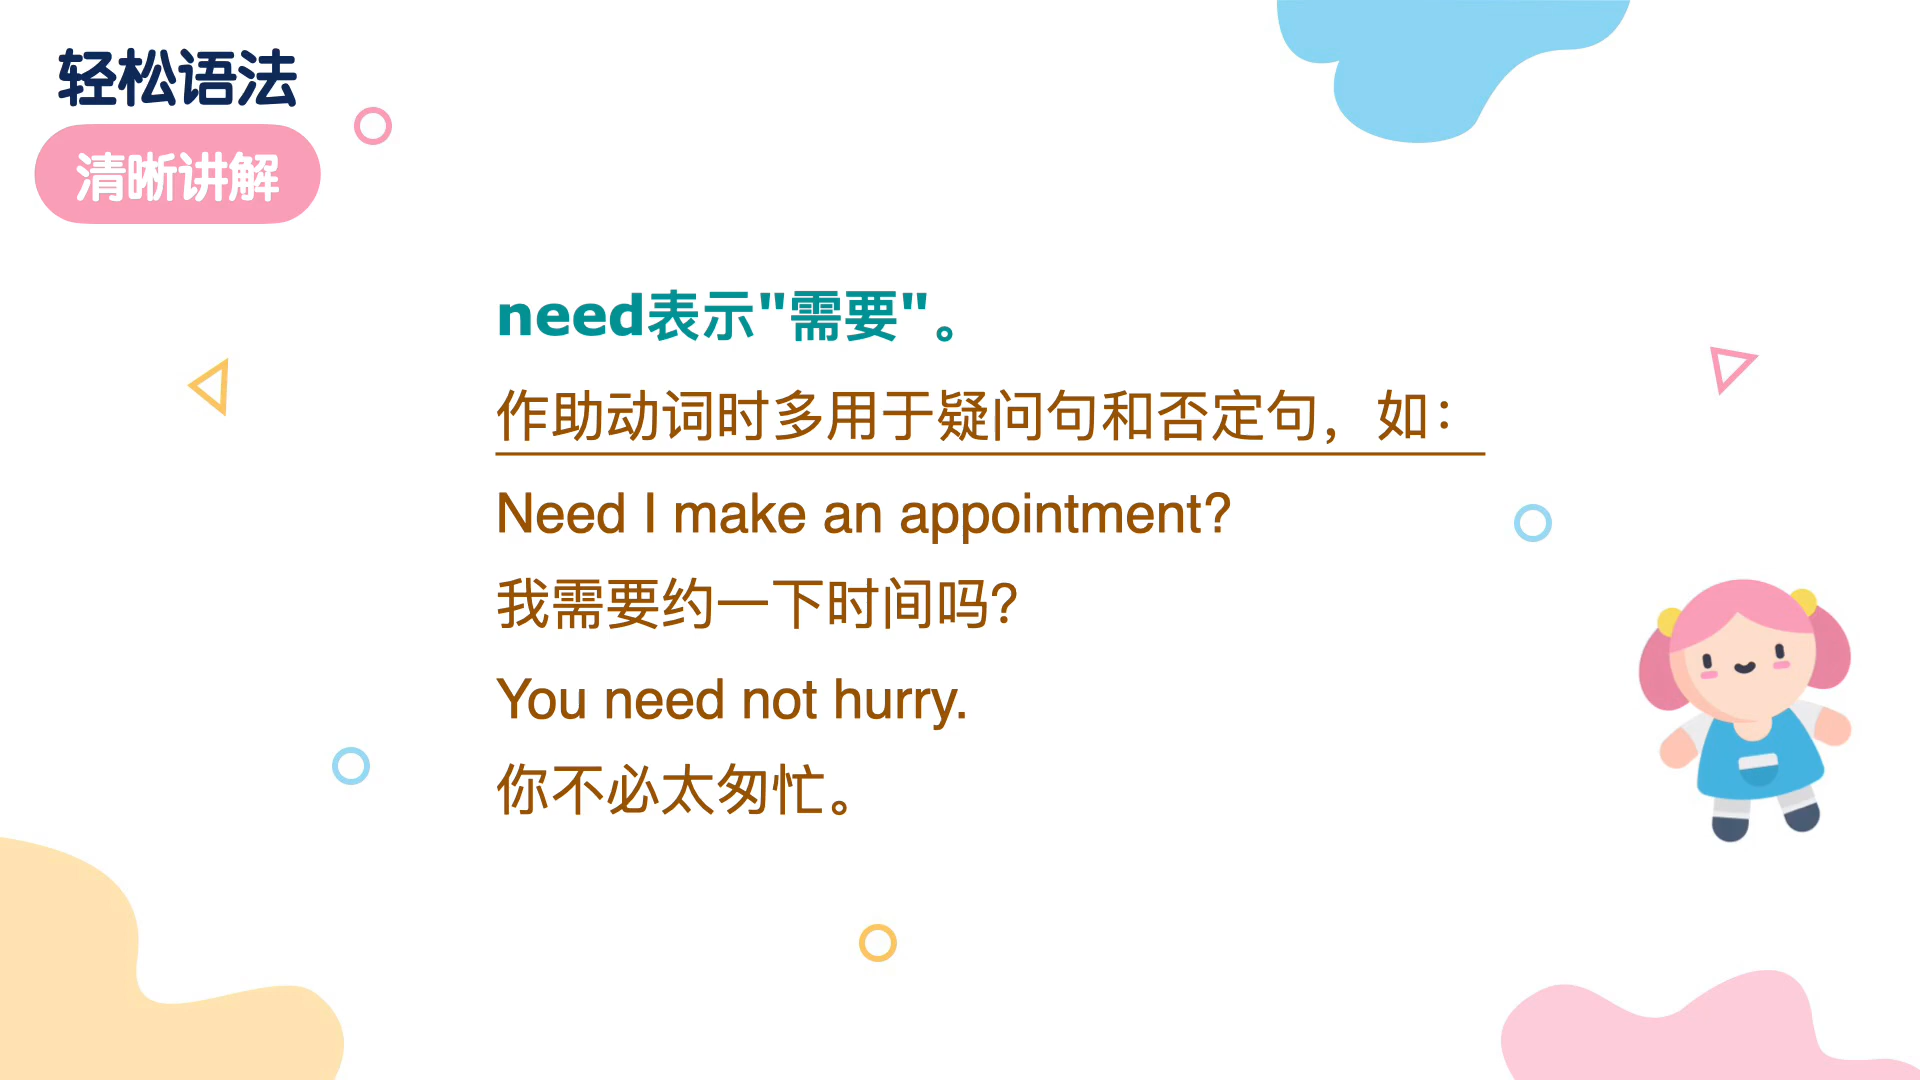 轻松语法
清晰讲解
need表示"需要"。
作助动词时多用于疑问句和否定句，如：
Need I make an appointment?
我需要约一下时间吗?
You need not hurry.
你不必太匆忙。